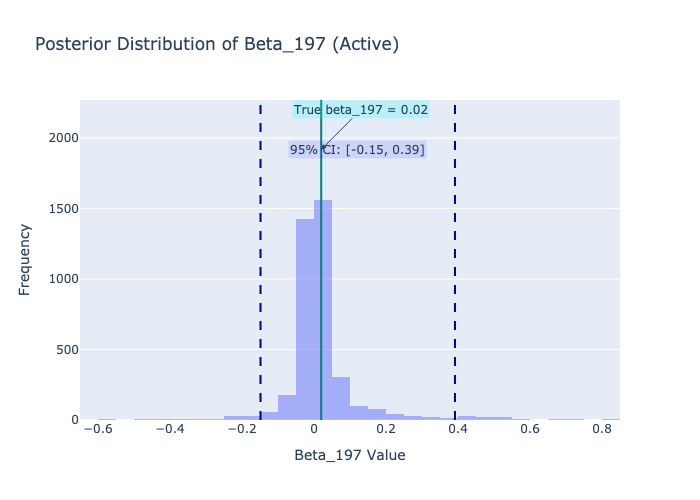 Posterior Distribution of Beta_197 (Active)
True beta_197 = 0.02
95% CI: [-0.15, 0.39]
2000
1500
1000
500
0
Frequency
−0.6 −0.4 −0.2 0 0.2 0.4 0.6 0.8
Beta_197 Value